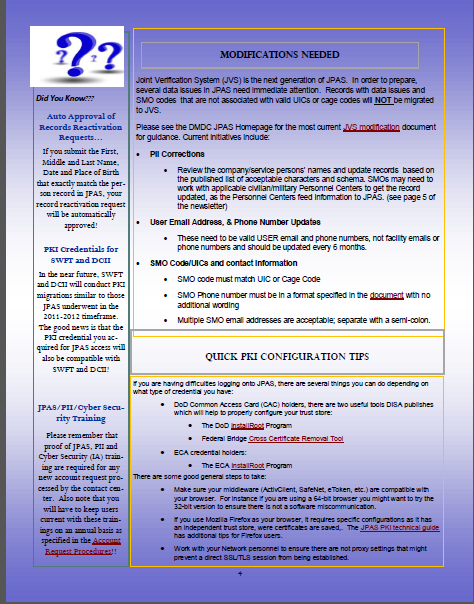 Did You Know???
Auto Approval of
Records Reactivation
Requests…
If you submit the First,
Middle and Last Name,
Date and Place of Birth
that exactly match the per-
son record in JPAS, your
record reactivation request
will be automatically
approved!
PKI Credentials for
SWFT and DCII
In the near future, SWFT
and DCII will conduct PKI
migrations similar to those
JPAS underwent in the
2011-2012 timeframe.
The good news is that the
PKI credential you ac-
quired for JPAS access will
also be compatible with
SWFT and DCII!
JPAS/PII/Cyber Secu-
rity Training
Please remember that
proof of JPAS, PII and
Cyber Security (IA) train-
ing are required for any
new account request pro-
cessed by the contact cen-
ter. Also note that you
will have to keep users
current with these train-
ings on an annual basis as
specified in the Account
Request Procedures!!
MODIFICATIONS NEEDED
Joint Verification System (JVS) is the next generation of JPAS. In order to prepare,
several data issues in JPAS need immediate attention. Records with data issues and
SMO codes that are not associated with valid UICs or cage codes will NOT be migrated
to JVS.
Please see the DMDC JPAS Homepage for the most current JVS modification document
for guidance. Current initiatives include:
• PII Corrections
• Review the company/service persons' names and update records based on
the published list of acceptable characters and schema. SMOs may need to
work with applicable civilian/military Personnel Centers to get the record
updated, as the Personnel Centers feed information to JPAS. (see page 5 of
the newsletter)
• User Email Address, & Phone Number Updates
• These need to be valid USER email and phone numbers, not facility emails or
phone numbers and should be updated every 6 months.
• SMO Code/UICs and contact information
• SMO code must match UIC or Cage Code
• SMO Phone number must be in a format specified in the document with no
additional wording
• Multiple SMO email addresses are acceptable; separate with a semi-colon.
QUICK PKI CONFIGURATION TIPS
If you are having difficulties logging onto JPAS, there are several things you can do depending on
what type of credential you have:
• DoD Common Access Card (CAC) holders, there are two useful tools DISA publishes
which will help to properly configure your trust store:
• The DoD InstallRoot Program
• Federal Bridge Cross Certificate Removal Tool
• ECA credential holders:
• The ECA InstallRoot Program
There are some good general steps to take:
• Make sure your middleware (ActivClient, SafeNet, eToken, etc.) are compatible with
your browser. For instance if you are using a 64-bit browser you might want to try the
32-bit version to ensure there is not a software miscommunication.
• If you use Mozilla Firefox as your browser, it requires specific configurations as it has
an independent trust store, were certificates are saved,. The JPAS PKI technical guide
has additional tips for Firefox users.
• Work with your Network personnel to ensure there are not proxy settings that might
prevent a direct SSL/TLS session from being established.
4